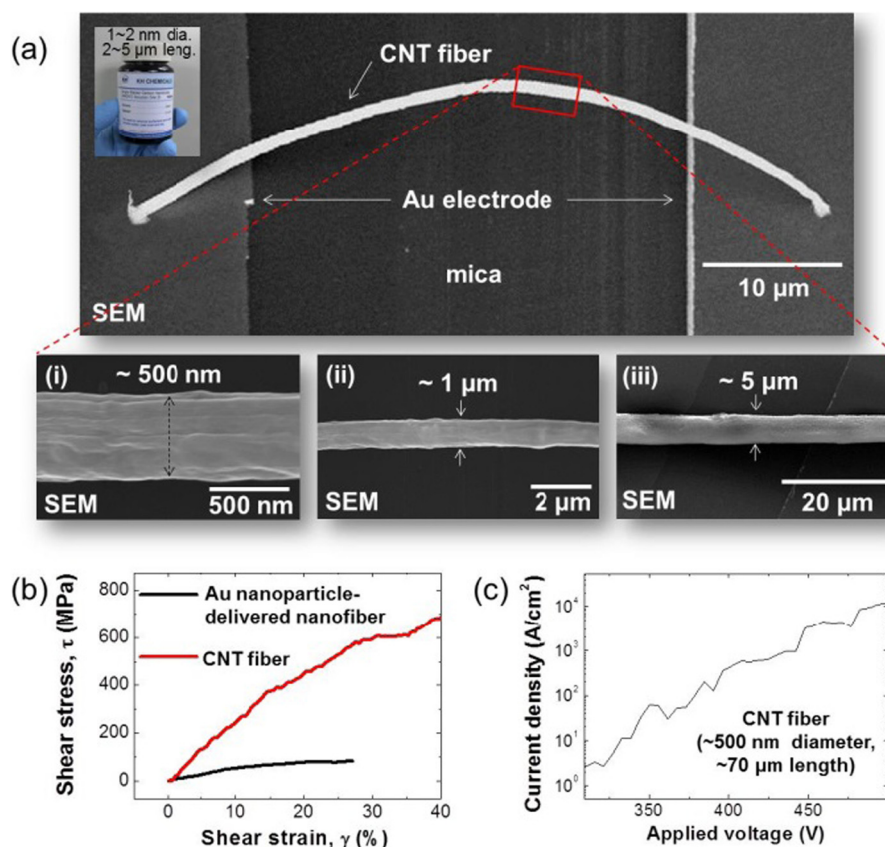 (a)
1~2 nm dia.
2~5 µm leng.
KH CHEMICALS
CNT fiber
Au electrode
mica
10 µm
SEM
(i)
~ 500 nm
500 nm
SEM
(ii)
~ 1 µm
2 µm
SEM
(iii)
~ 5 µm
20 µm
SEM
(b)
Shear stress, τ (MPa)
800
600
400
200
0
Au nanoparticle-
delivered nanofiber
CNT fiber
0
10
20
30
40
Shear strain, γ (%)
(c)
Current density (A/cm²)
10⁴
10³
10²
10¹
10⁰
CNT fiber
(~500 nm diameter,
~70 µm length)
350
400
450
Applied voltage (V)